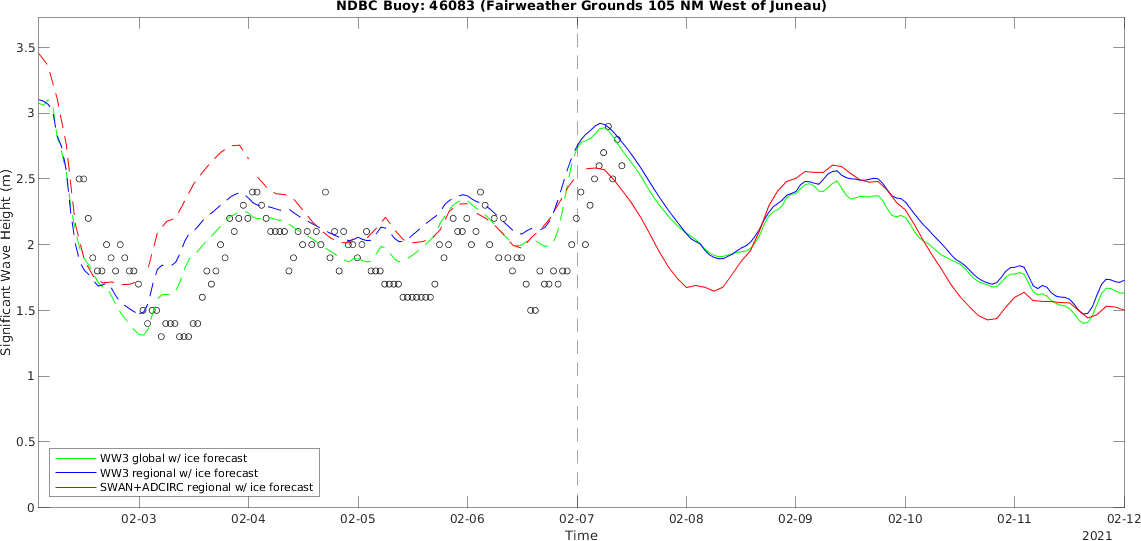 NDBC Buoy: 46083 (Fairweather Grounds 105 NM West of Juneau)
Significant Wave Height (m)
3.5
3
2.5
2
1.5
1
0.5
0
WW3 global w/ ice forecast
WW3 regional w/ ice forecast
SWAN+ADCIRC regional w/ ice forecast
02-03 02-04 02-05 02-06 02-07 02-08 02-09 02-10 02-11 02-12
Time
2021